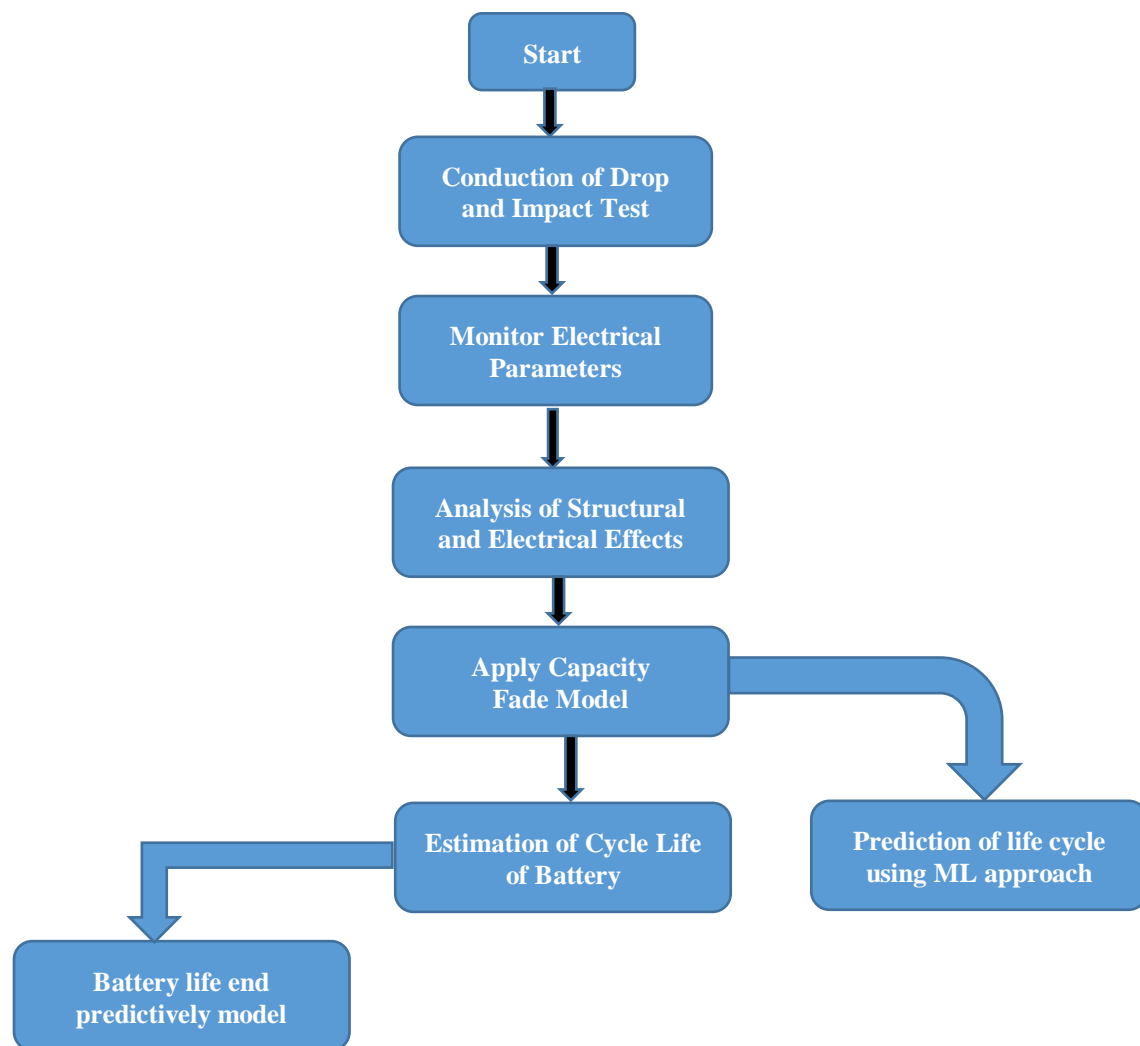 Start
Conduction of Drop
and Impact Test
Monitor Electrical
Parameters
Analysis of Structural
and Electrical Effects
Apply Capacity
Fade Model
Estimation of Cycle Life
of Battery
Prediction of life cycle
using ML approach
Battery life end
predictively model